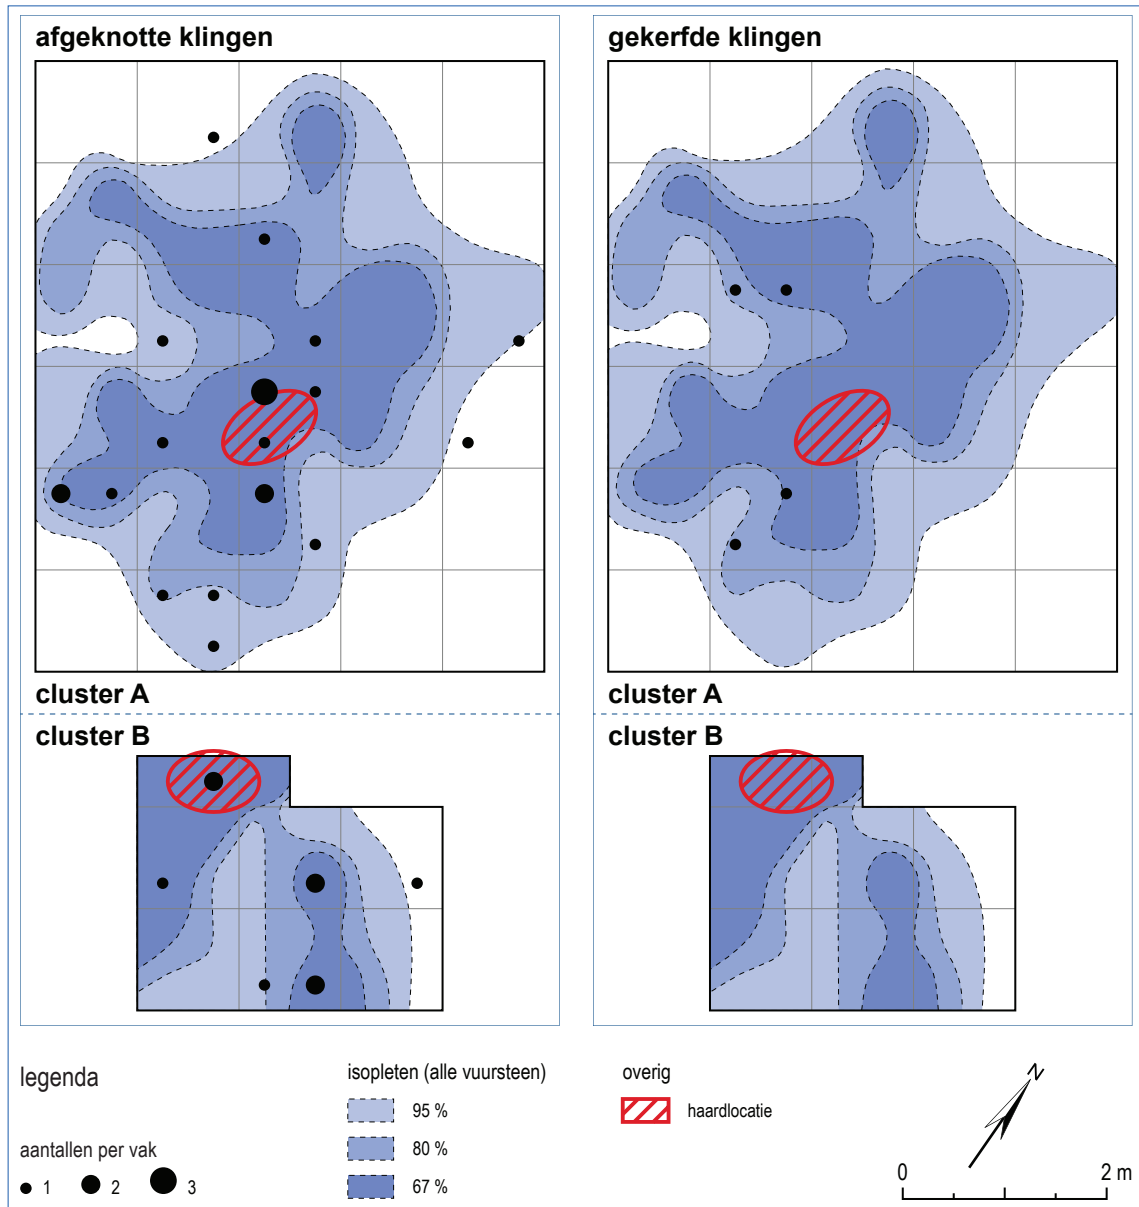 afgeknotte klingen
gekerfde klingen
cluster A
cluster A
cluster B
cluster B
legenda
isopleten (alle vuursteen)
overig
95 %
haardlocatie
80 %
67 %
aantallen per vak
1
2
3
N
0
2 m